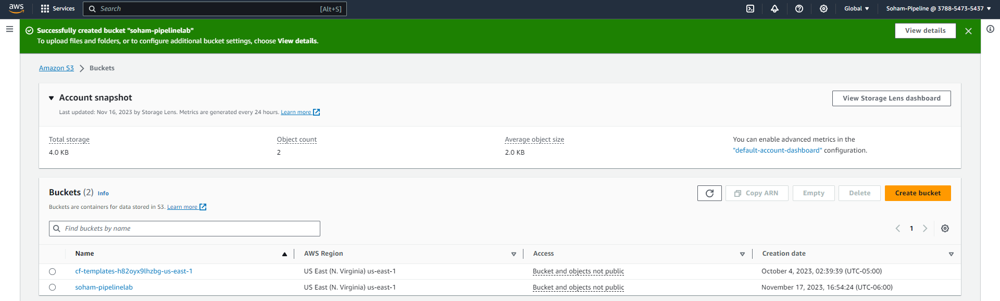 aws Services Search [Alt+S] Global ▼ Soham-Pipeline @ 3788-5473-5437 ▼
Successfully created bucket "soham-pipelinelab"
To upload files and folders, or to configure additional bucket settings, choose View details.
View details
Amazon S3 > Buckets
Account snapshot
View Storage Lens dashboard
Last updated: Nov 16, 2023 by Storage Lens. Metrics are generated every 24 hours. Learn more
Total storage Object count Average object size You can enable advanced metrics in the
4.0 KB 2 2.0 KB "default-account-dashboard" configuration.
Buckets (2) Info
Copy ARN Empty Delete Create bucket
Buckets are containers for data stored in S3. Learn more
Find buckets by name
1
Name AWS Region Access Creation date
cf-templates-h82oyx9lhzbg-us-east-1 US East (N. Virginia) us-east-1 Bucket and objects not public October 4, 2023, 02:39:39 (UTC-05:00)
soham-pipelinelab US East (N. Virginia) us-east-1 Bucket and objects not public November 17, 2023, 16:54:24 (UTC-06:00)